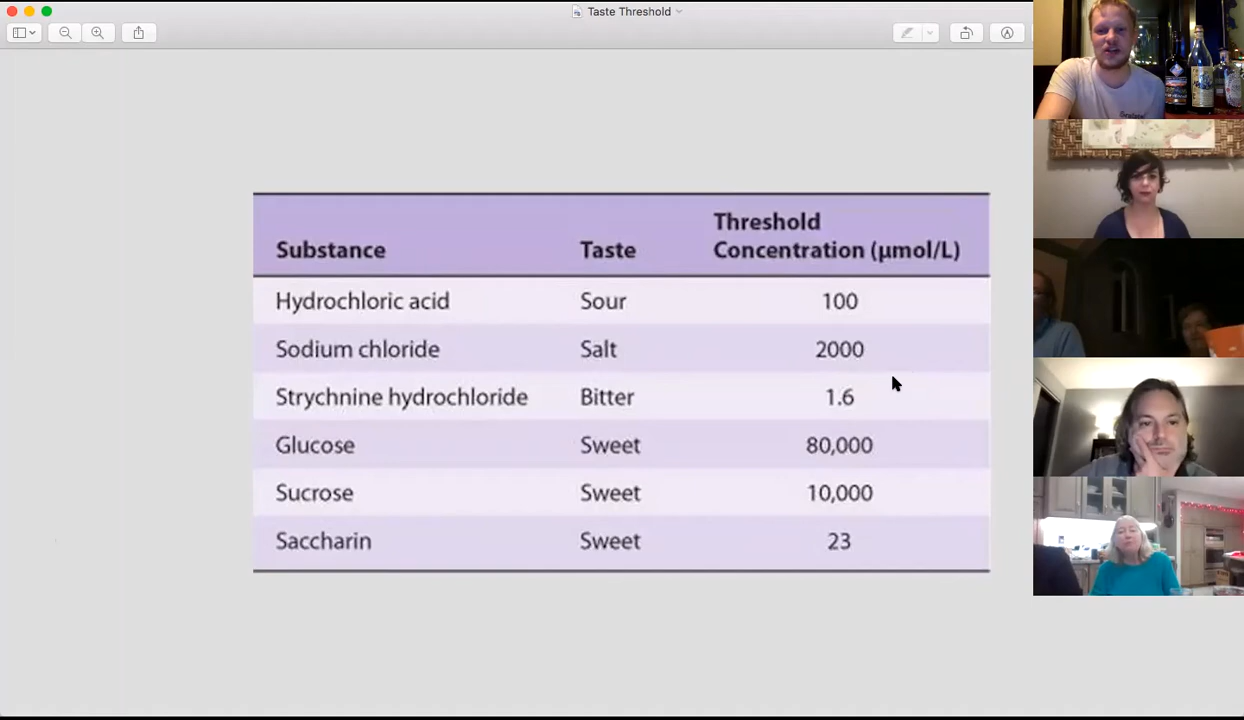 Taste Threshold
Threshold
Substance Taste Concentration (µmol/L)
Hydrochloric acid Sour 100
Sodium chloride Salt 2000
Strychnine hydrochloride Bitter 1.6
Glucose Sweet 80,000
Sucrose Sweet 10,000
Saccharin Sweet 23